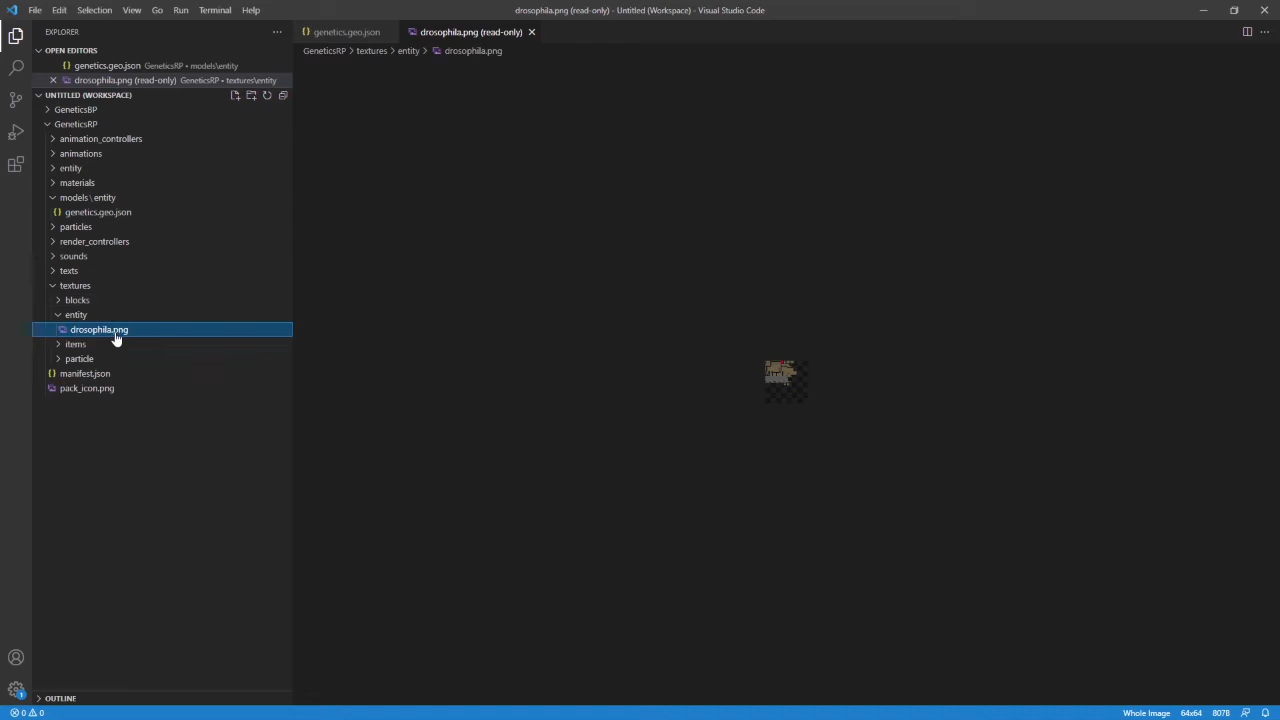 File Edit Selection View Go Run Terminal Help
drosophila.png (read-only) - Untitled (Workspace) - Visual Studio Code
EXPLORER
OPEN EDITORS
genetics.geo.json GeneticsRP • models\entity
drosophila.png (read-only) GeneticsRP • textures\entity
UNTITLED (WORKSPACE)
GeneticsBP
GeneticsRP
animation_controllers
animations
entity
materials
models \ entity
{} genetics.geo.json
particles
render_controllers
sounds
texts
textures
blocks
entity
drosophila.png
items
particle
{} manifest.json
pack_icon.png
OUTLINE
{} genetics.geo.json
drosophila.png (read-only)
GeneticsRP > textures > entity > drosophila.png
1
0 0
Whole Image 64x64 807B